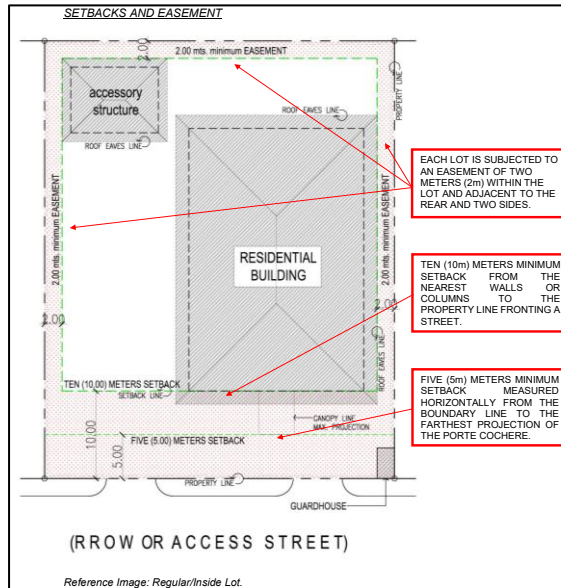 SETBACKS AND EASEMENT
2.00
2.00 mts. minimum EASEMENT
accessory
structure
ROOF EAVES LINE
PROPERTY LINE
ROOF EAVES LINE
EACH LOT IS SUBJECTED TO
AN EASEMENT OF TWO
METERS (2m) WITHIN THE
LOT AND ADJACENT TO THE
REAR AND TWO SIDES.
2.00 mts. minimum EASEMENT
2.00 mts. minimum EASEMENT
RESIDENTIAL
BUILDING
TEN (10m) METERS MINIMUM
SETBACK FROM THE
NEAREST WALLS OR
COLUMNS TO THE
PROPERTY LINE FRONTING A
STREET.
2.00
2.00
ROOF EAVES LINE
TEN (10.00) METERS SETBACK
SETBACK LINE
FIVE (5m) METERS MINIMUM
SETBACK MEASURED
HORIZONTALLY FROM THE
BOUNDARY LINE TO THE
FARTHEST PROJECTION OF
THE PORTE COCHERE.
CANOPY LINE
MAX. PROJECTION
10.00
FIVE (5.00) METERS SETBACK
5.00
PROPERTY LINE
GUARDHOUSE
(RROW OR ACCESS STREET)
Reference Image: Regular/Inside Lot.